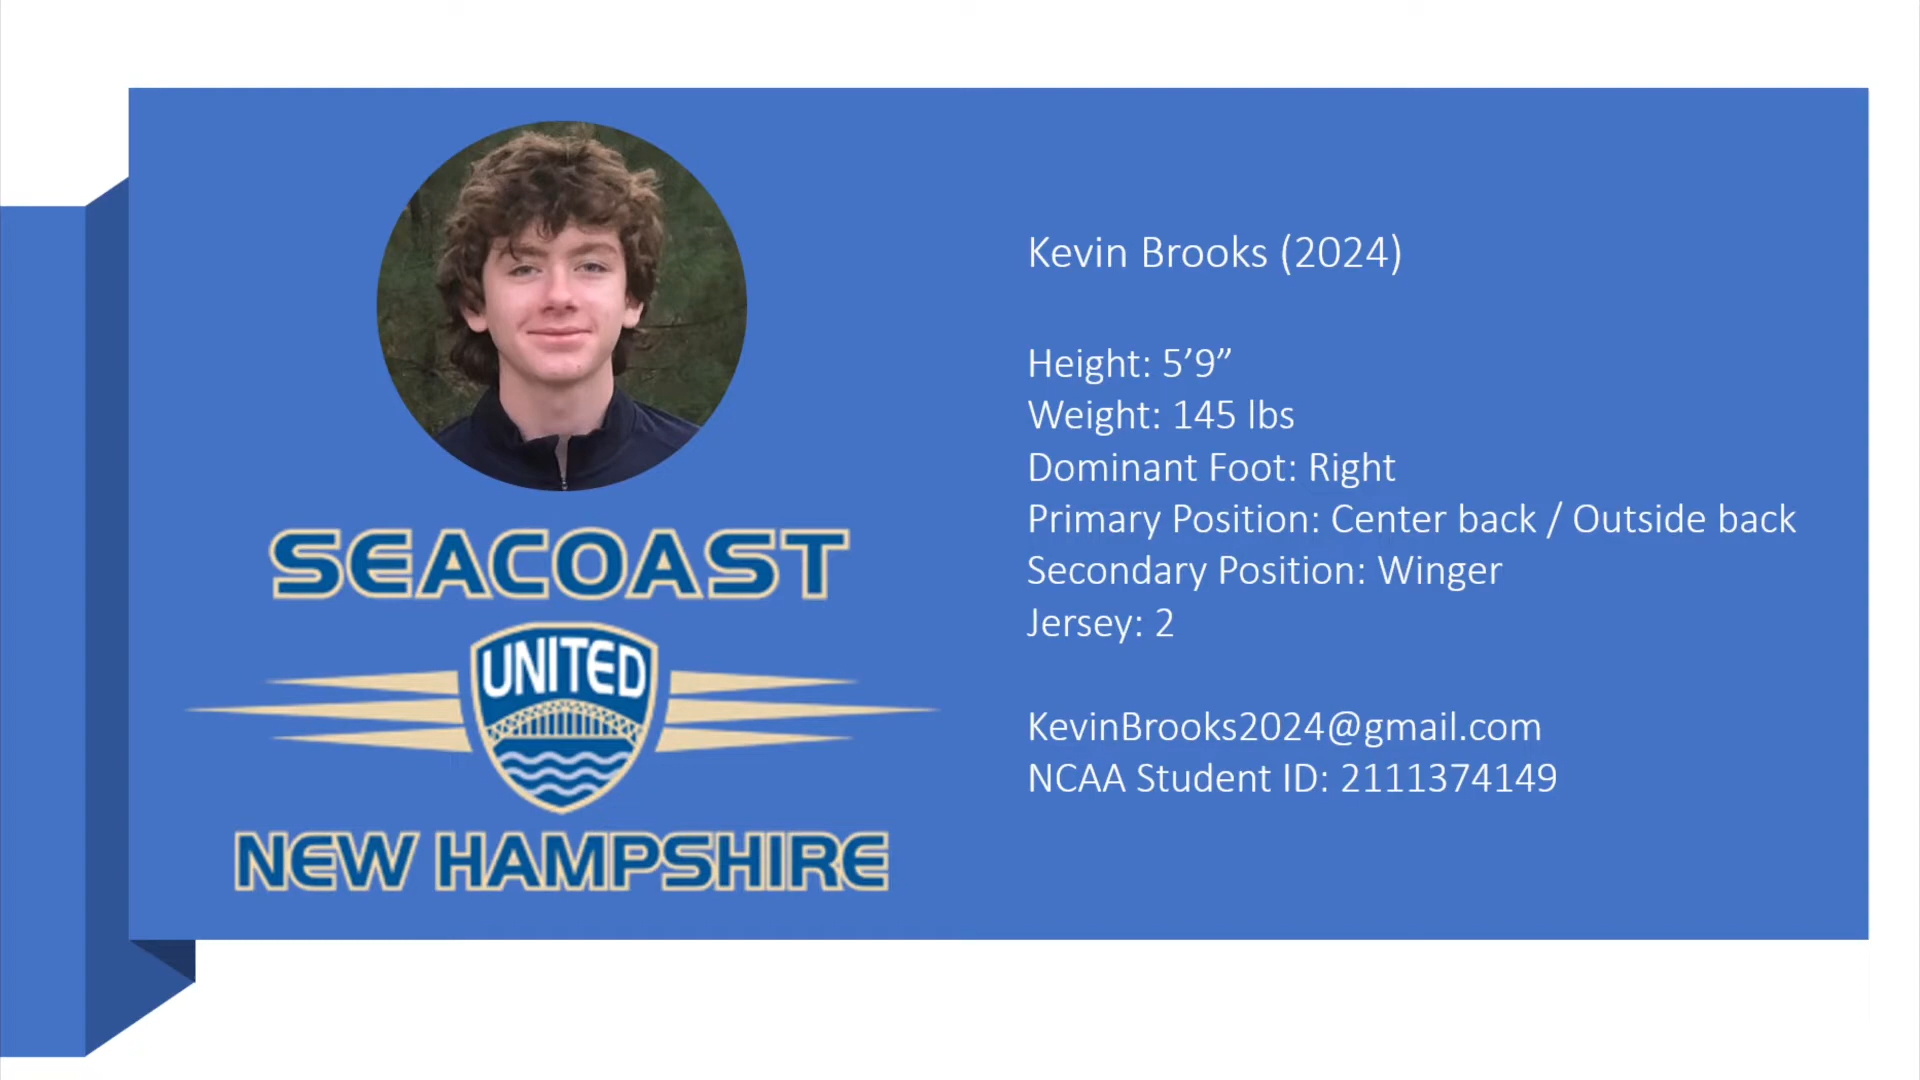 SEACOAST
UNITED
NEW HAMPSHIRE
Kevin Brooks (2024)
Height: 5’9”
Weight: 145 lbs
Dominant Foot: Right
Primary Position: Center back / Outside back
Secondary Position: Winger
Jersey: 2
KevinBrooks2024@gmail.com
NCAA Student ID: 2111374149